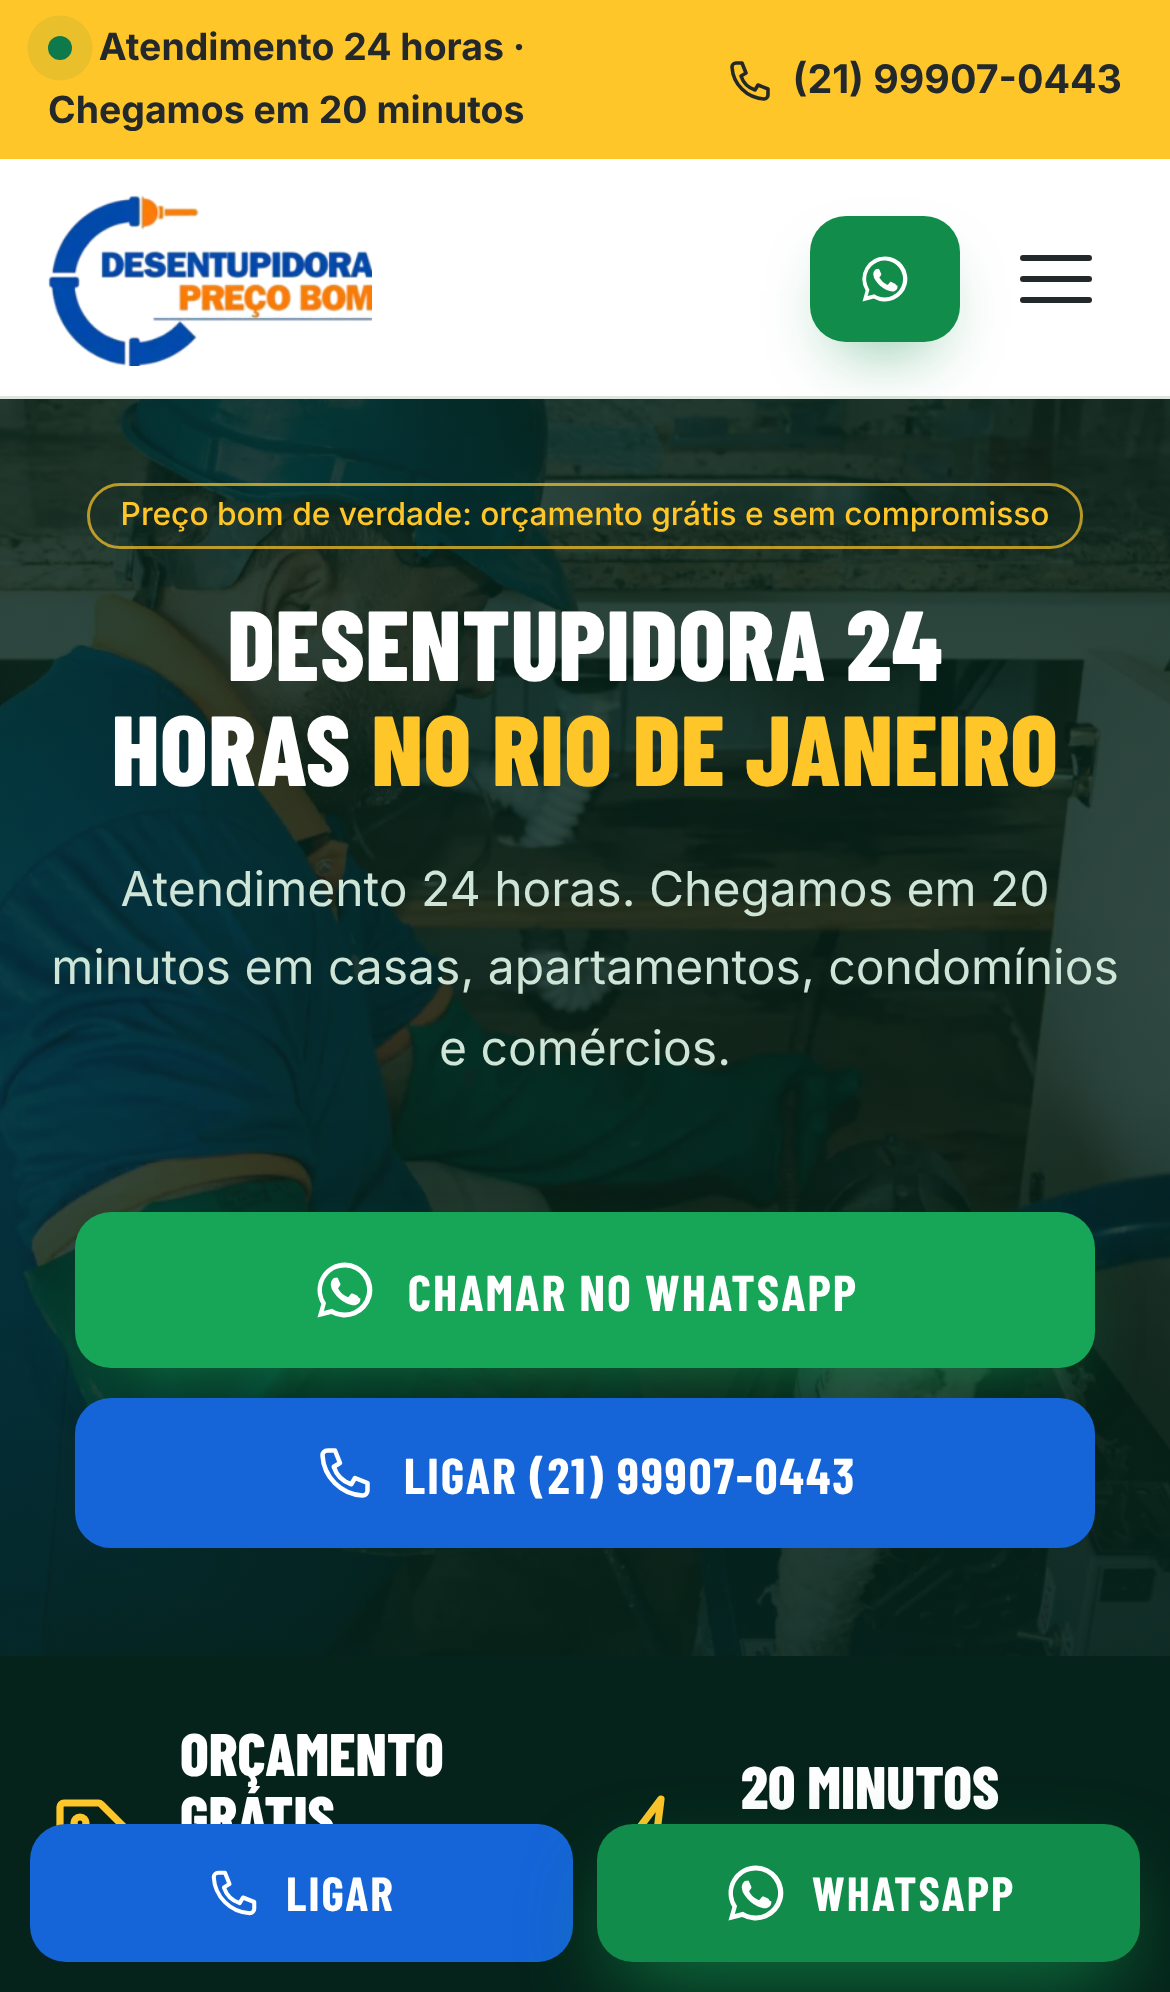 Atendimento 24 horas ·
Chegamos em 20 minutos
(21) 99907-0443
DESENTUPIDORA
PREÇO BOM
Preço bom de verdade: orçamento grátis e sem compromisso
DESENTUPIDORA 24
HORAS NO RIO DE JANEIRO
Atendimento 24 horas. Chegamos em 20
minutos em casas, apartamentos, condomínios
e comércios.
CHAMAR NO WHATSAPP
LIGAR (21) 99907-0443
ORÇAMENTO
GRÁTIS
20 MINUTOS
LIGAR
WHATSAPP